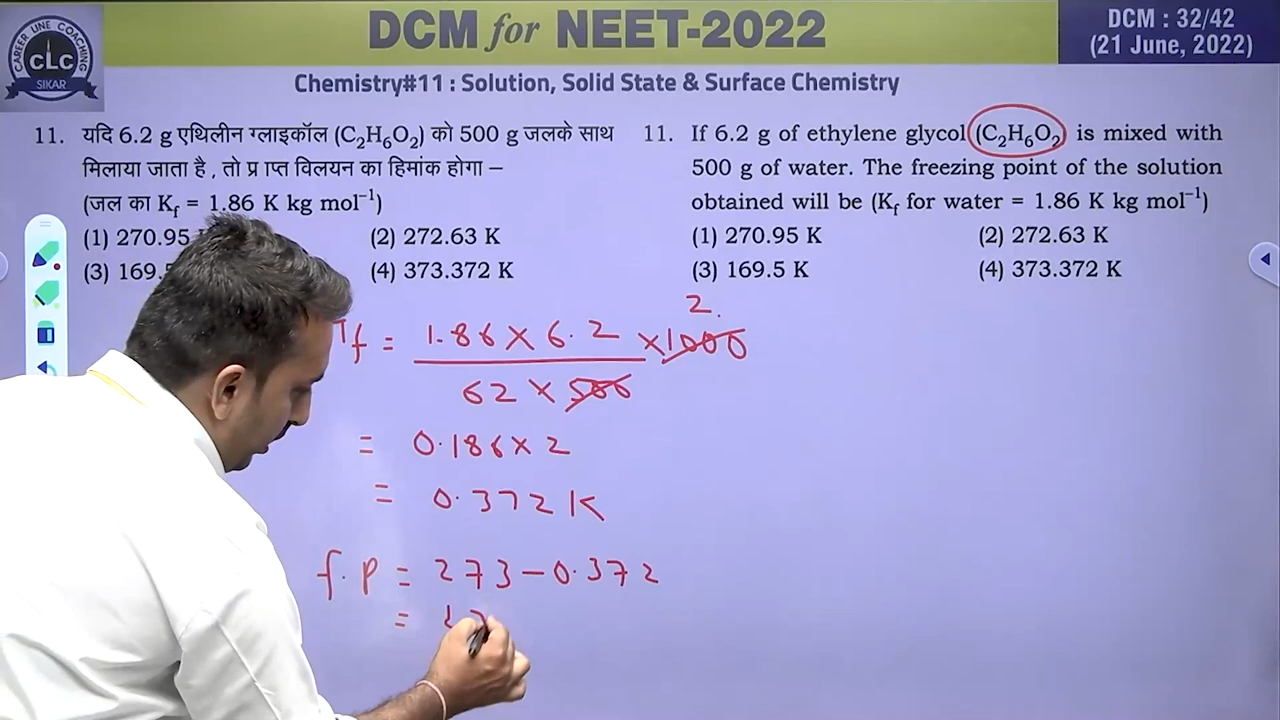 CAREER LINE COACHING
CLC
SIKAR
DCM for NEET-2022
DCM : 32/42
(21 June, 2022)
Chemistry#11 : Solution, Solid State & Surface Chemistry
11. यदि 6.2 g एथिलीन ग्लाइकॉल (C₂H₆O₂) को 500 g जलके साथ
मिलाया जाता है , तो प्र ाप्त विलयन का हिमांक होगा –
(जल का K_f = 1.86 K kg mol⁻¹)
(1) 270.95 (2) 272.63 K
(3) 169. (4) 373.372 K
11. If 6.2 g of ethylene glycol (C₂H₆O₂) is mixed with
500 g of water. The freezing point of the solution
obtained will be (K_f for water = 1.86 K kg mol⁻¹)
(1) 270.95 K (2) 272.63 K
(3) 169.5 K (4) 373.372 K
2.
Tf = 1.86 × 6.2 × 1000
62 × 500
= 0.186 × 2
= 0.372 K
f.p = 273 – 0.372
=